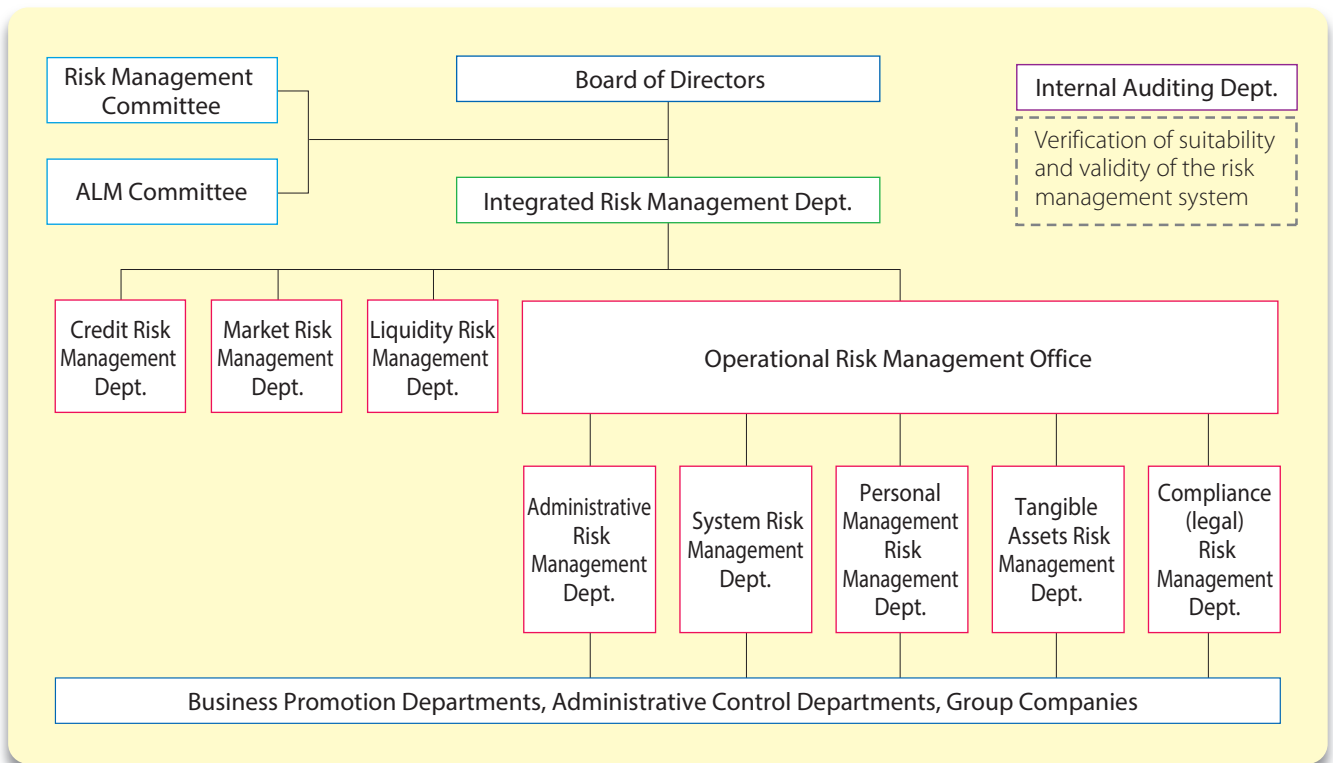 Risk Management
Committee
Board of Directors
Internal Auditing Dept.
Verification of suitability
and validity of the risk
management system
ALM Committee
Integrated Risk Management Dept.
Credit Risk
Management
Dept.
Market Risk
Management
Dept.
Liquidity Risk
Management
Dept.
Operational Risk Management Office
Administrative
Risk
Management
Dept.
System Risk
Management
Dept.
Personal
Management
Risk
Management
Dept.
Tangible
Assets Risk
Management
Dept.
Compliance
(legal)
Risk
Management
Dept.
Business Promotion Departments, Administrative Control Departments, Group Companies